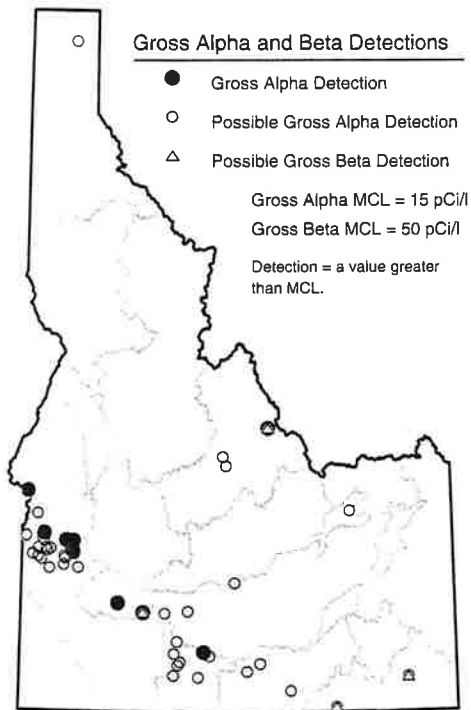 Gross Alpha and Beta Detections
Gross Alpha Detection
Possible Gross Alpha Detection
Possible Gross Beta Detection
Gross Alpha MCL = 15 pCi/l
Gross Beta MCL = 50 pCi/l
Detection = a value greater
than MCL.